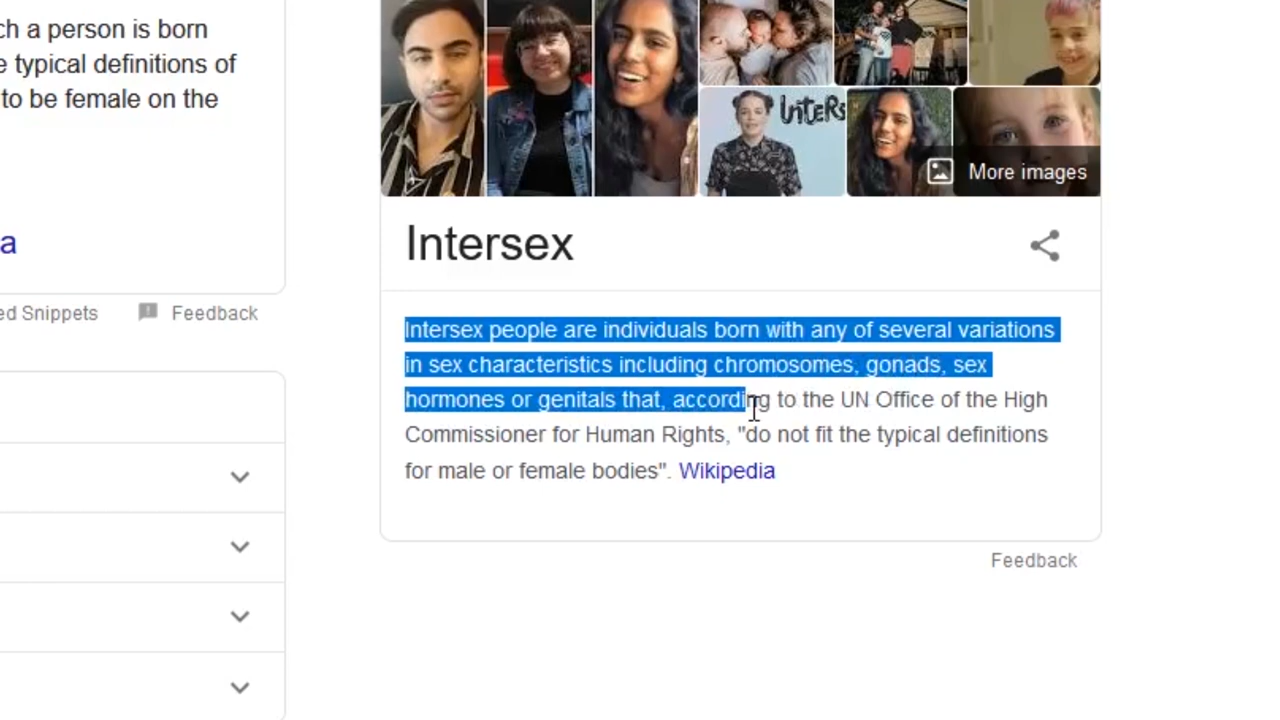 ch a person is born
e typical definitions of
to be female on the
a
ed Snippets
Feedback
INTERS
More images
Intersex
Intersex people are individuals born with any of several variations
in sex characteristics including chromosomes, gonads, sex
hormones or genitals that, according to the UN Office of the High
Commissioner for Human Rights, "do not fit the typical definitions
for male or female bodies". Wikipedia
Feedback